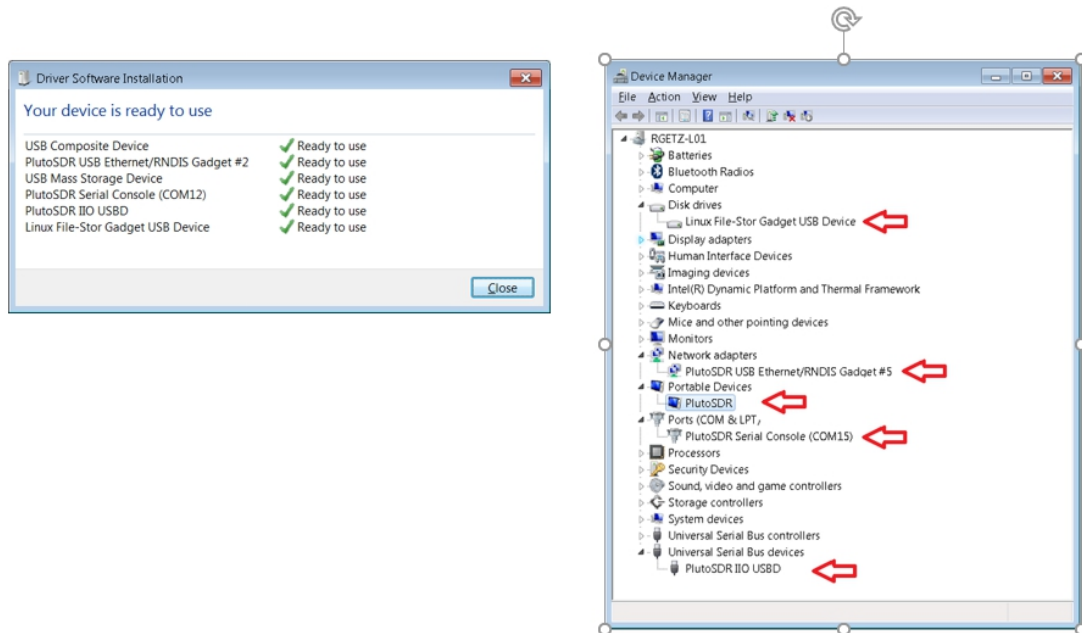 Driver Software Installation
Your device is ready to use
USB Composite Device Ready to use
PlutoSDR USB Ethernet/RNDIS Gadget #2 Ready to use
USB Mass Storage Device Ready to use
PlutoSDR Serial Console (COM12) Ready to use
PlutoSDR IIO USBD Ready to use
Linux File-Stor Gadget USB Device Ready to use
Close
Device Manager
File Action View Help
RGETZ-L01
Batteries
Bluetooth Radios
Computer
Disk drives
Linux File-Stor Gadget USB Device
Display adapters
Human Interface Devices
Imaging devices
Intel(R) Dynamic Platform and Thermal Framework
Keyboards
Mice and other pointing devices
Monitors
Network adapters
PlutoSDR USB Ethernet/RNDIS Gadget #5
Portable Devices
PlutoSDR
Ports (COM & LPT)
PlutoSDR Serial Console (COM15)
Processors
Security Devices
Sound, video and game controllers
Storage controllers
System devices
Universal Serial Bus controllers
Universal Serial Bus devices
PlutoSDR IIO USBD